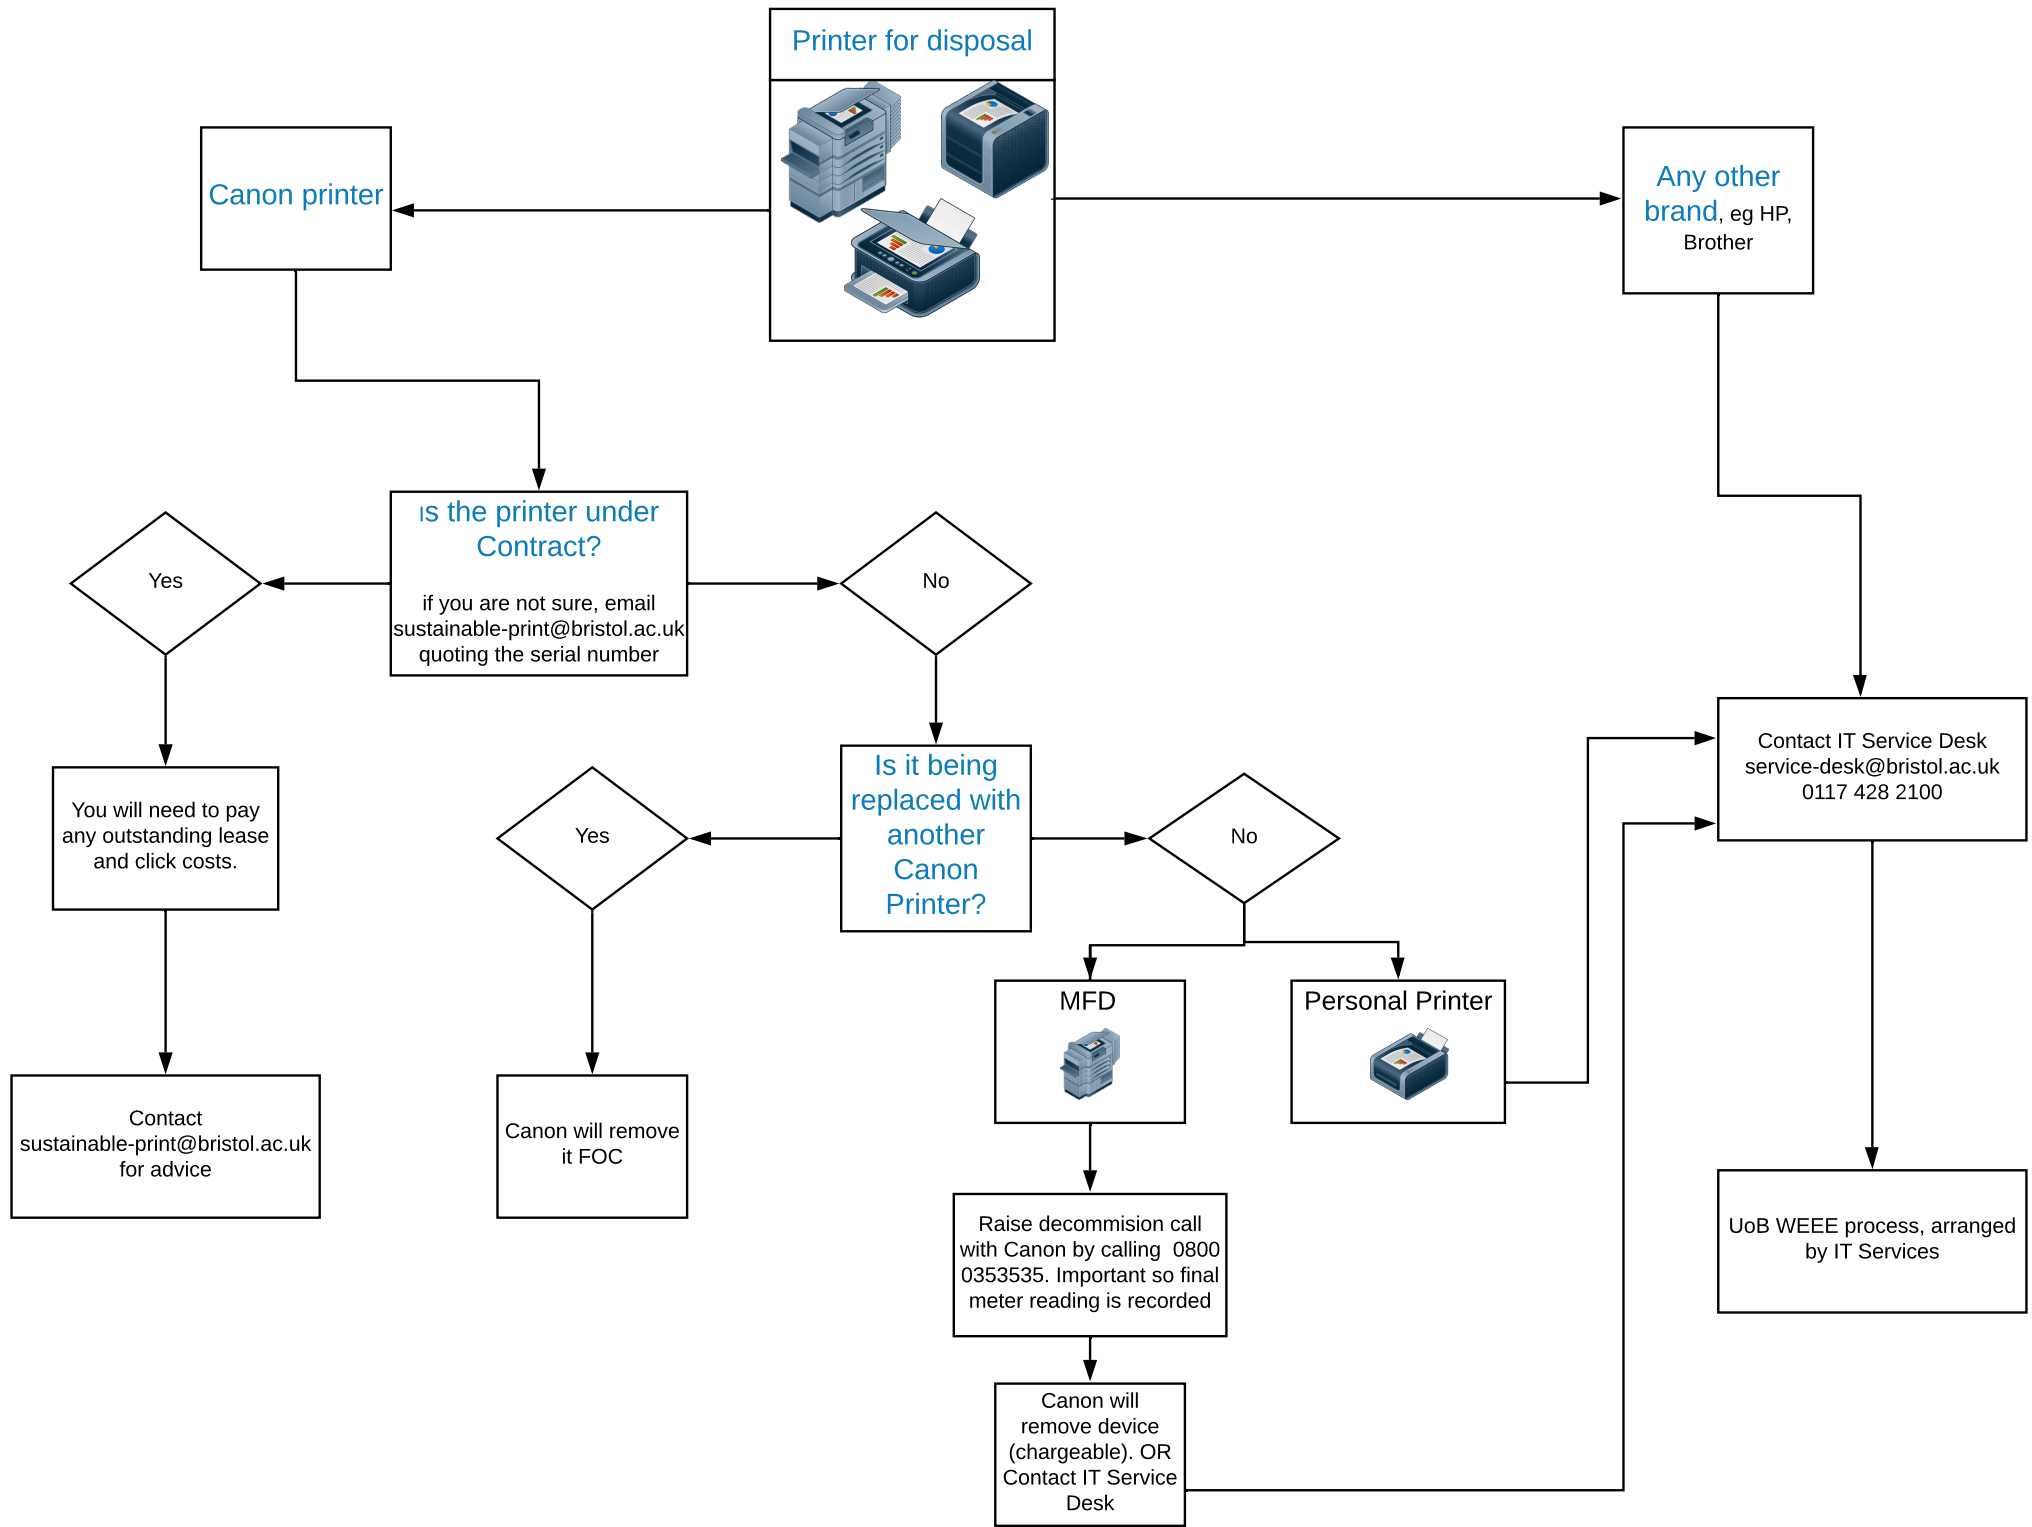 Printer for disposal
Canon printer
Any other
brand, eg HP,
Brother
Is the printer under
Contract?
if you are not sure, email
sustainable-print@bristol.ac.uk
quoting the serial number
Yes
No
You will need to pay
any outstanding lease
and click costs.
Contact
sustainable-print@bristol.ac.uk
for advice
Is it being
replaced with
another
Canon
Printer?
Yes
No
Canon will remove
it FOC
MFD
Personal Printer
Raise decommision call
with Canon by calling  0800
0353535. Important so final
meter reading is recorded
Canon will
remove device
(chargeable). OR
Contact IT Service
Desk
Contact IT Service Desk
service-desk@bristol.ac.uk
0117 428 2100
UoB WEEE process, arranged
by IT Services